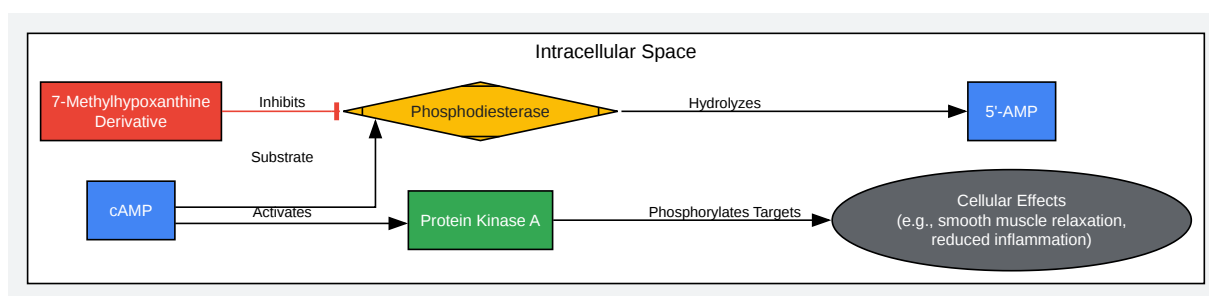 Intracellular Space
7-Methylhypoxanthine
Derivative
Inhibits
Phosphodiesterase
Hydrolyzes
5'-AMP
Substrate
cAMP
Activates
Protein Kinase A
Phosphorylates Targets
Cellular Effects
(e.g., smooth muscle relaxation,
reduced inflammation)